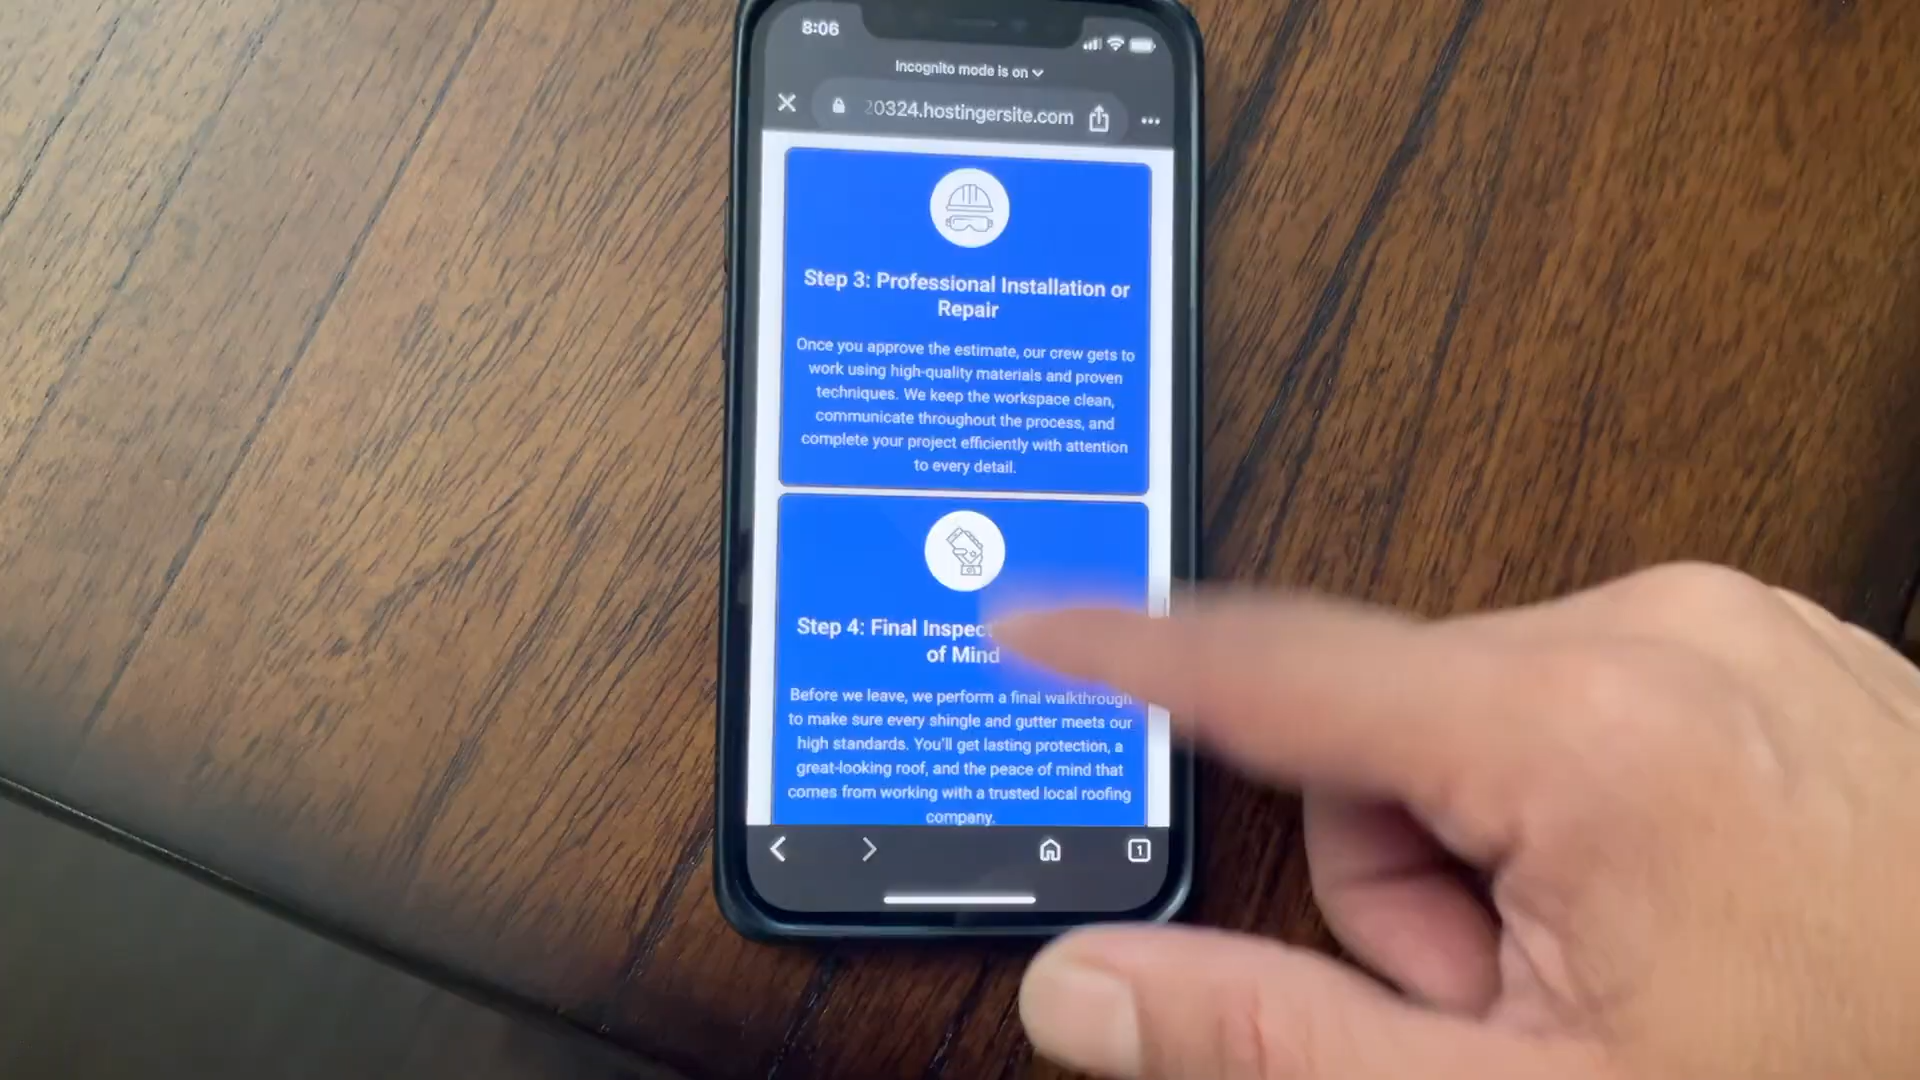 8:06
Incognito mode is on
20324.hostingersite.com
Step 3: Professional Installation or
Repair
Once you approve the estimate, our crew gets to
work using high-quality materials and proven
techniques. We keep the workspace clean,
communicate throughout the process, and
complete your project efficiently with attention
to every detail.
Step 4: Final
of Mind
Before we leave, we perform a final walkthrough
to make sure every shingle and gutter meets our
high standards. You'll get lasting protection, a
great-looking roof, and the peace of mind that
comes from working with a trusted local roofing
company.
1